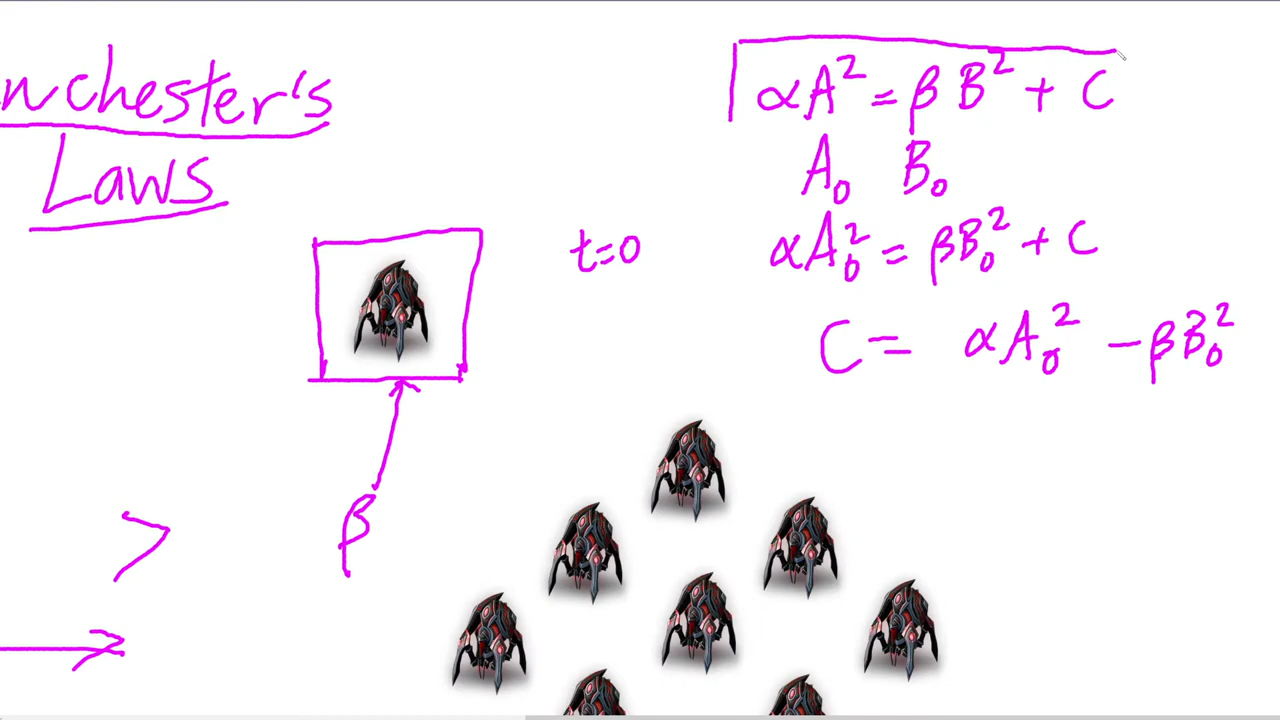 nchester's
Laws
αA² = βB² + C
A₀ B₀
t=0
αA₀² = βB₀² + C
C = αA₀² − βB₀²
β
>